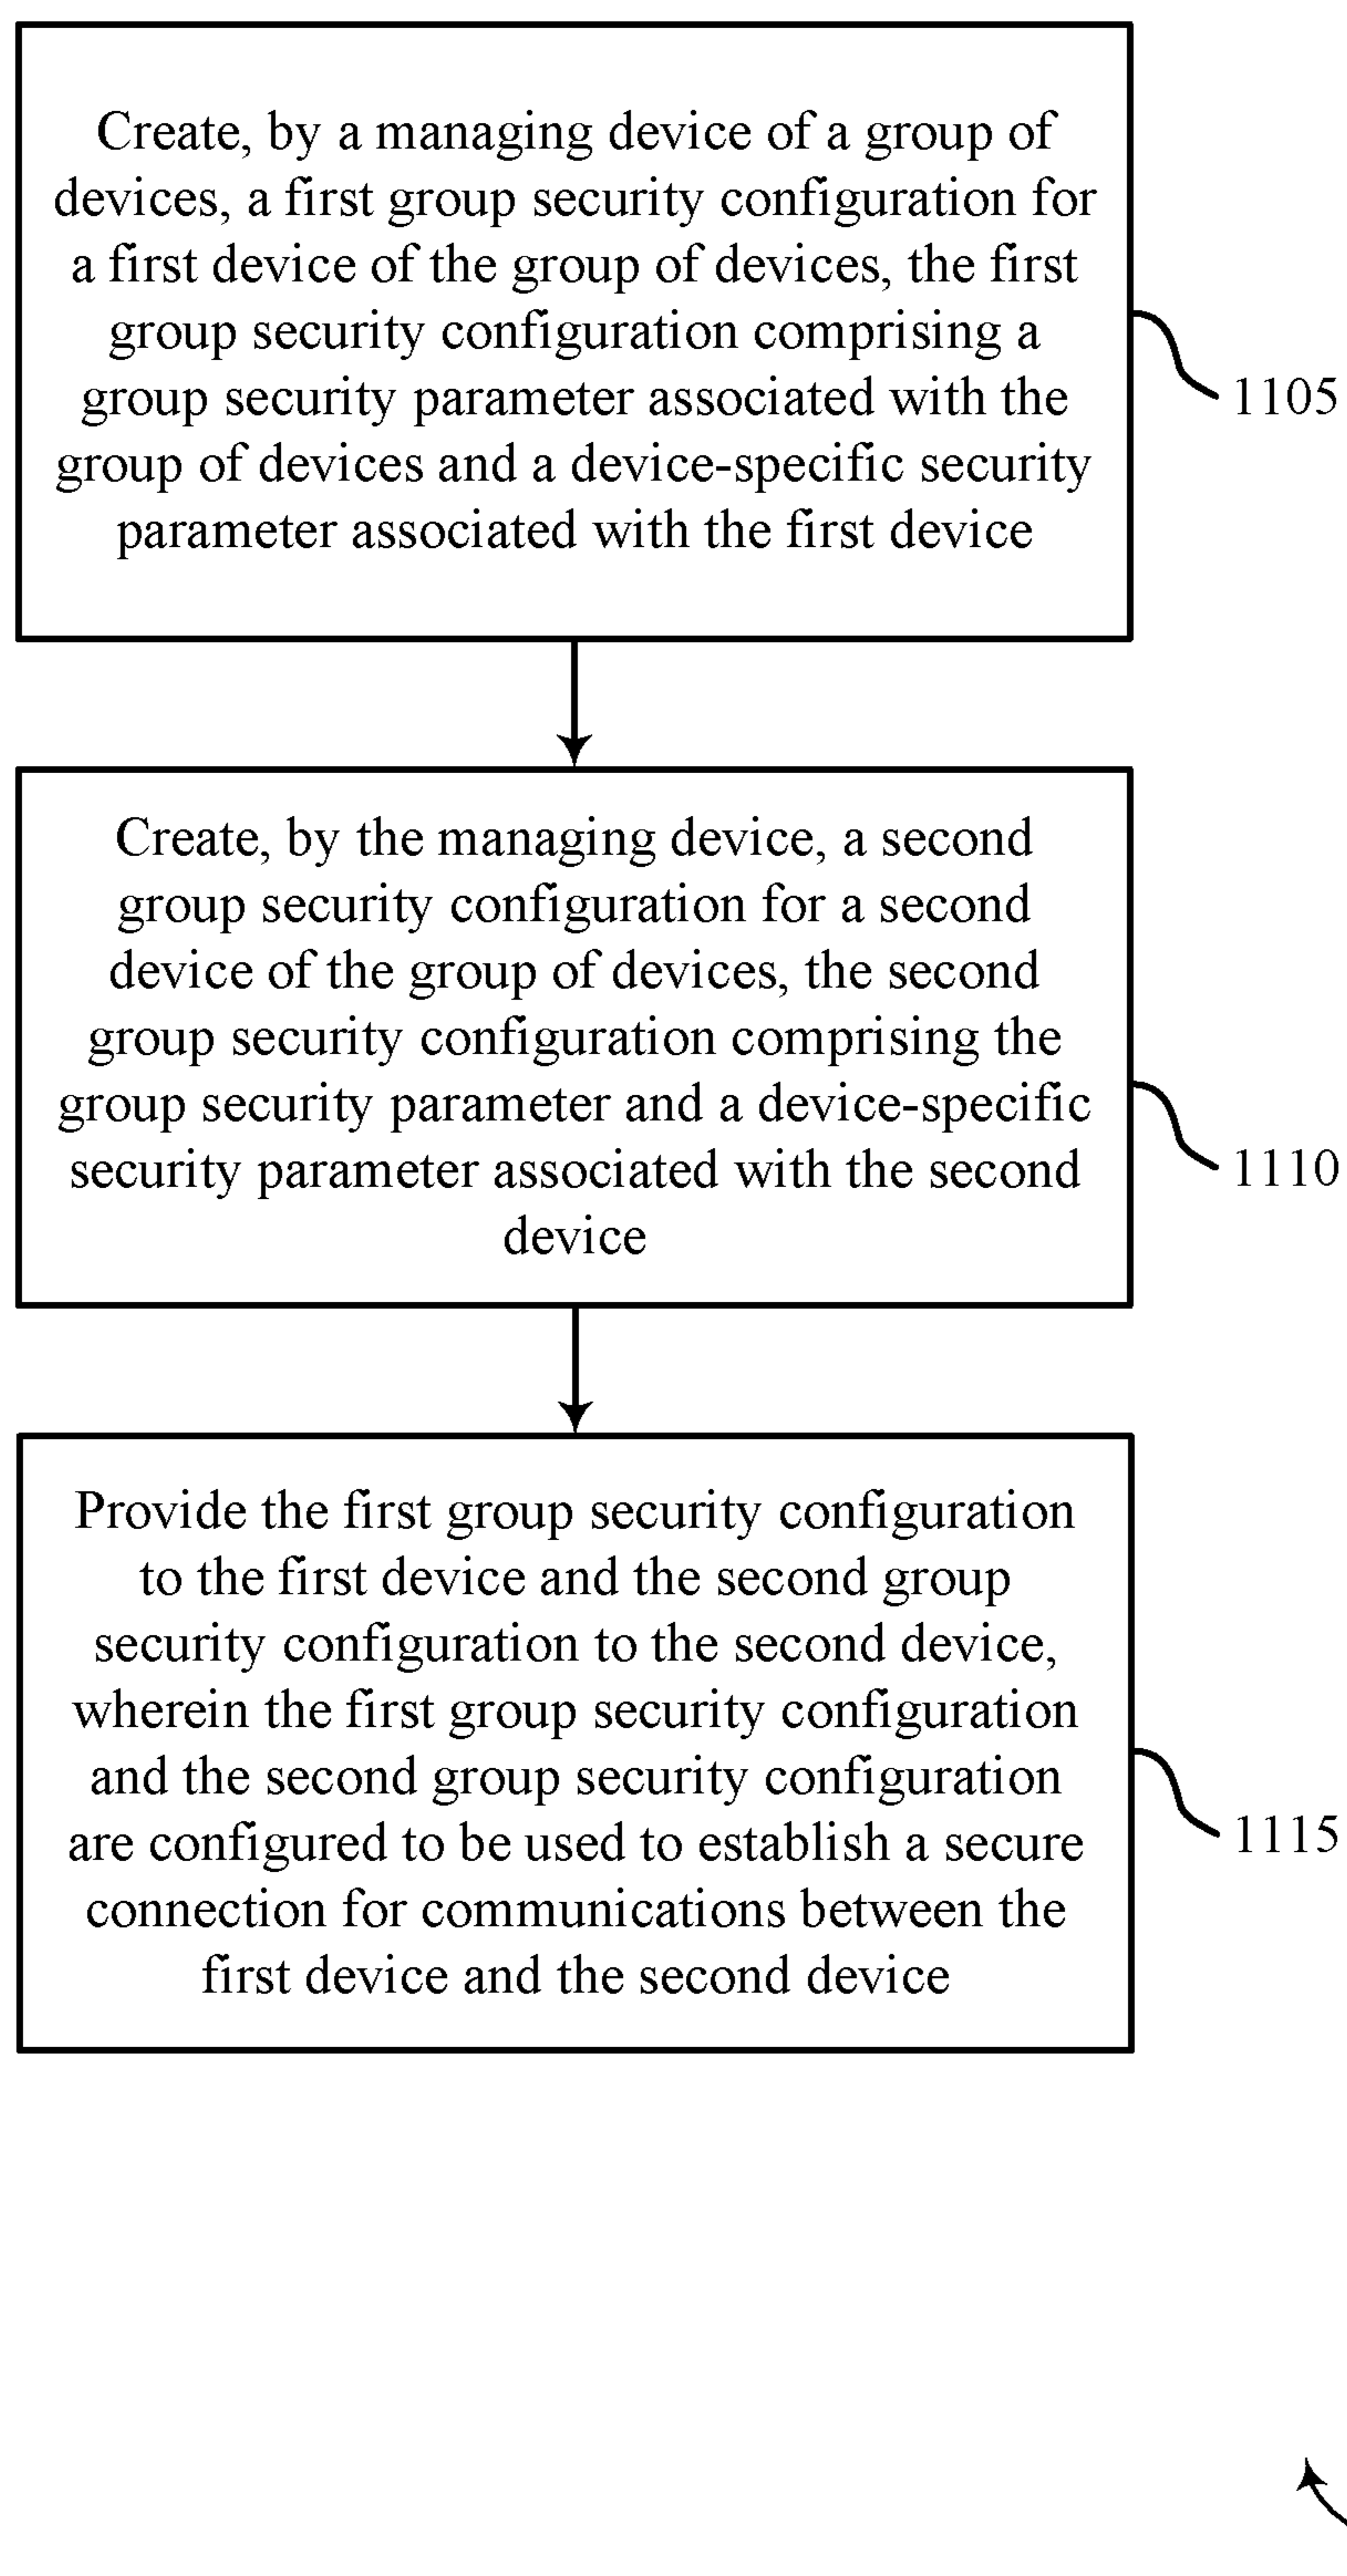 Create, by a managing device of a group of
devices, a first group security configuration for
a first device of the group of devices, the first
group security configuration comprising a
group security parameter associated with the
group of devices and a device-specific security
parameter associated with the first device
1105
Create, by the managing device, a second
group security configuration for a second
device of the group of devices, the second
group security configuration comprising the
group security parameter and a device-specific
security parameter associated with the second
device
1110
Provide the first group security configuration
to the first device and the second group
security configuration to the second device,
wherein the first group security configuration
and the second group security configuration
are configured to be used to establish a secure
connection for communications between the
first device and the second device
1115